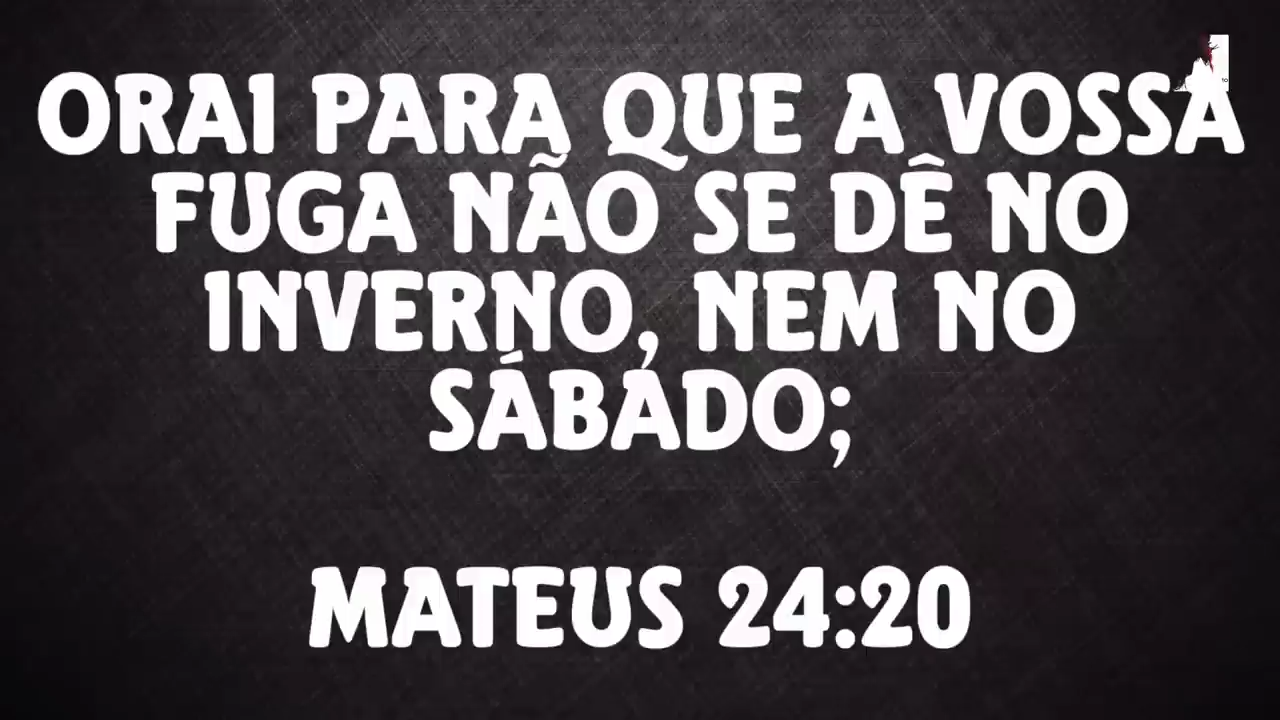 ORAI PARA QUE A VOSSA
FUGA NÃO SE DÊ NO
INVERNO, NEM NO
SÁBADO;
MATEUS 24:20